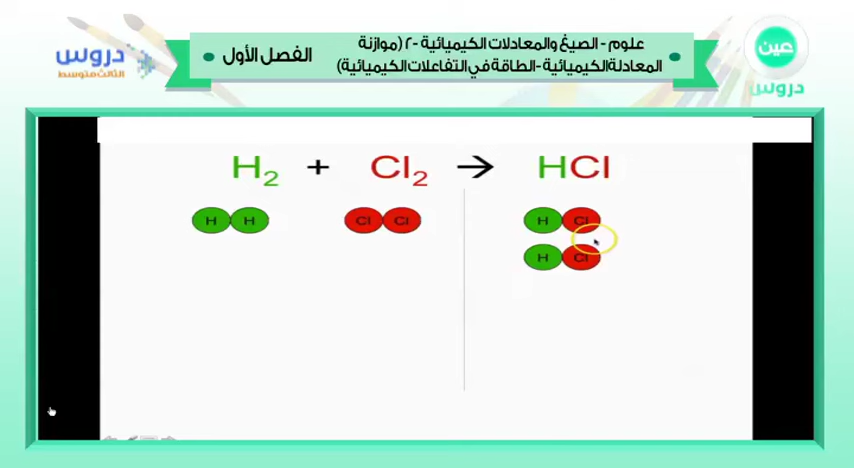 دروس
الثالث متوسط
الفصل الأول
علوم - الصيغ والمعادلات الكيميائية -٢ (موازنة
المعادلة الكيميائية - الطاقة في التفاعلات الكيميائية)
عين
دروس
H₂ + Cl₂ → HCl
H H Cl Cl H Cl
H Cl